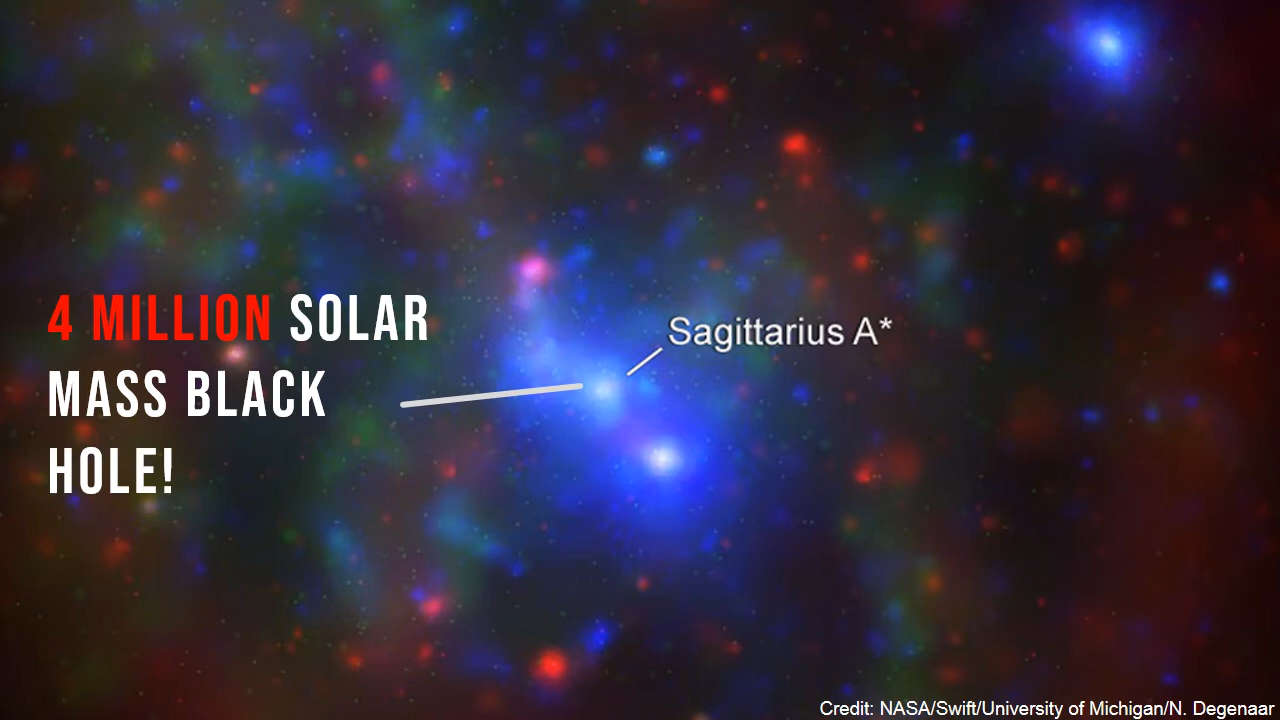 4 MILLION SOLAR
MASS BLACK
HOLE!
Sagittarius A*
Credit: NASA/Swift/University of Michigan/N. Degenaar